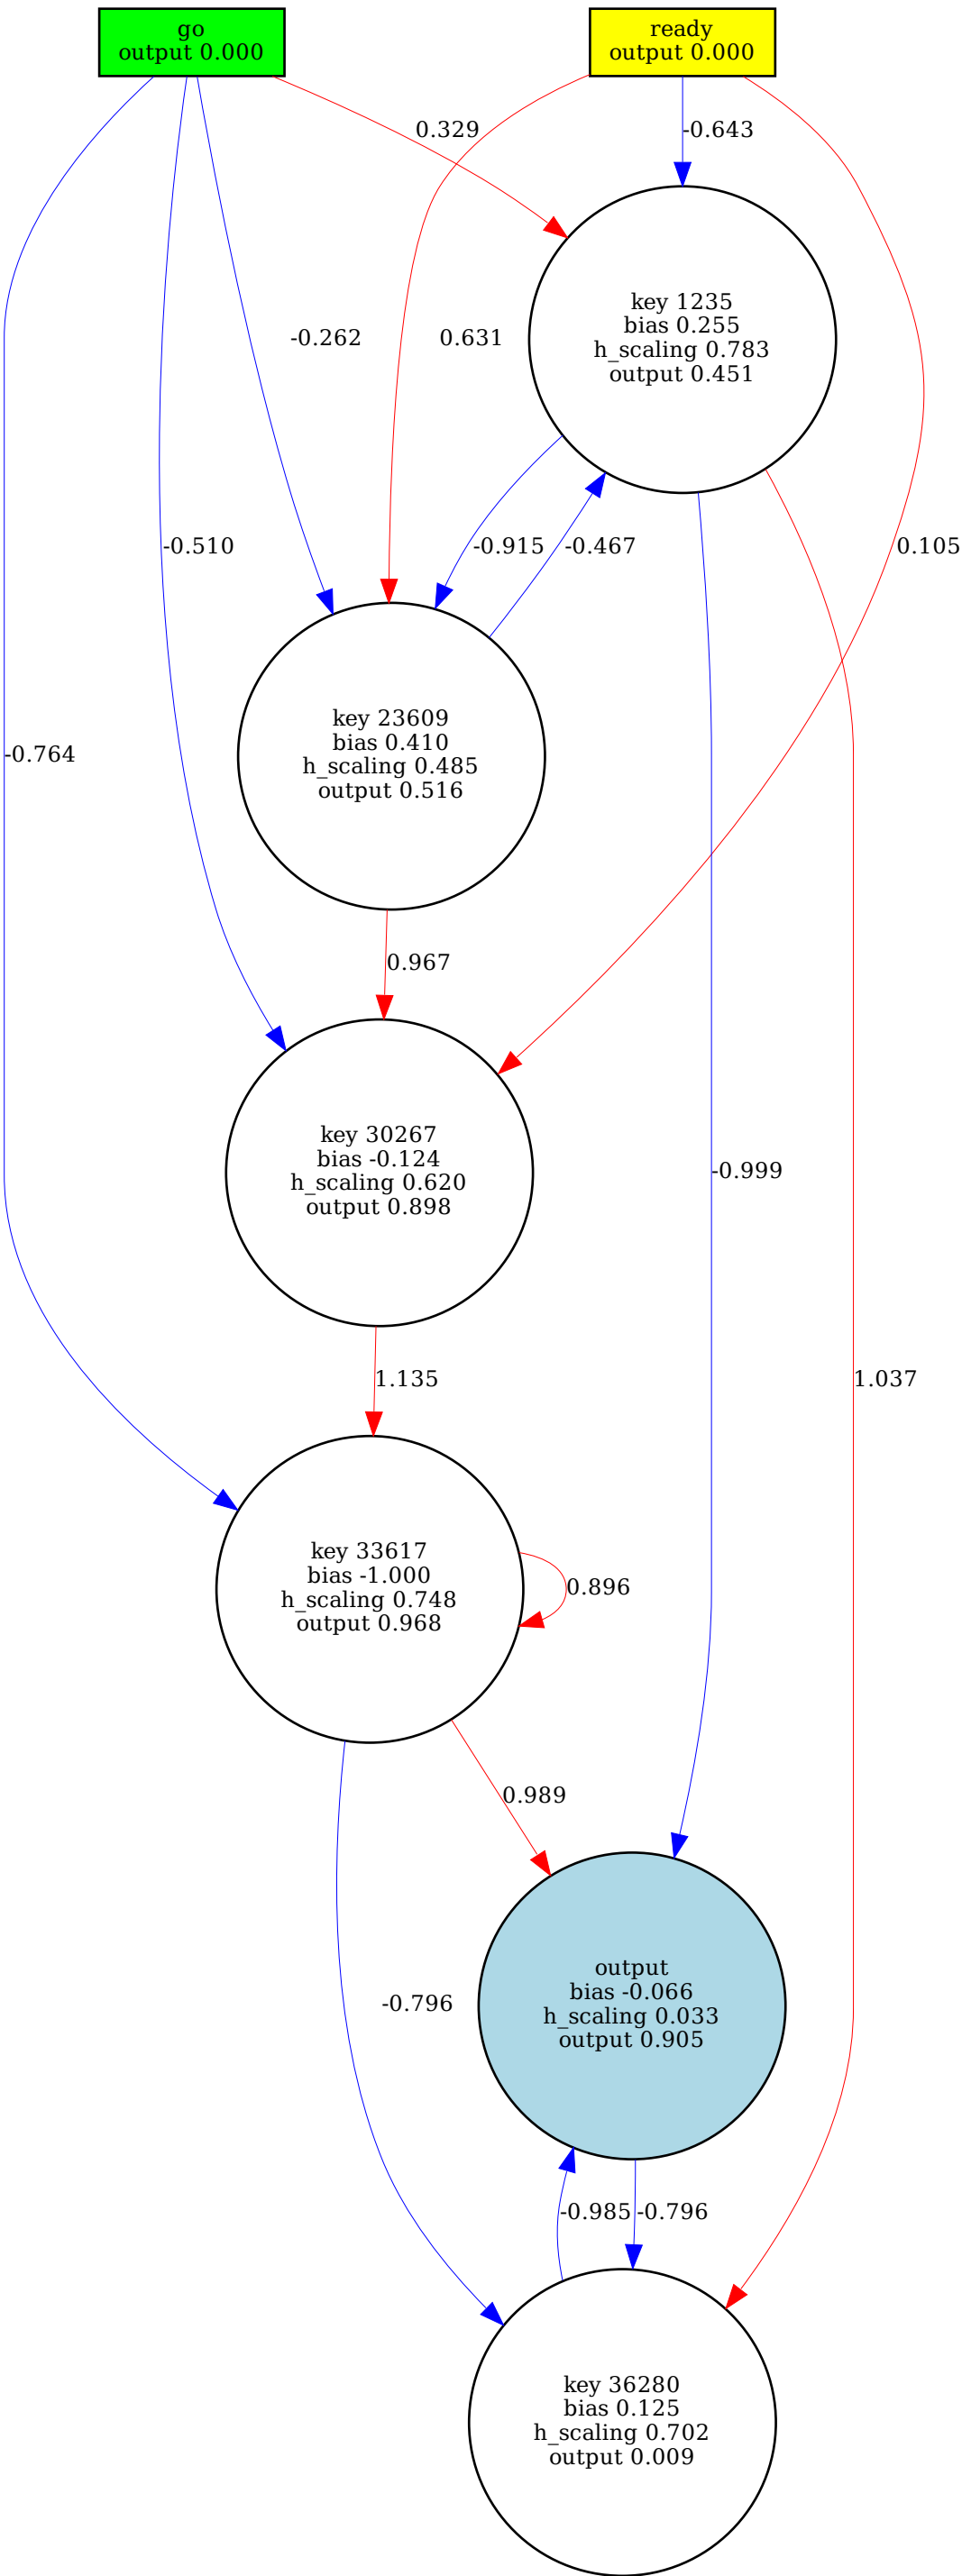 go
output 0.000
ready
output 0.000
0.329
-0.643
key 1235
bias 0.255
h_scaling 0.783
output 0.451
-0.262
0.631
-0.510
-0.915
-0.467
0.105
key 23609
bias 0.410
h_scaling 0.485
output 0.516
-0.764
0.967
key 30267
bias -0.124
h_scaling 0.620
output 0.898
-0.999
1.135
1.037
key 33617
bias -1.000
h_scaling 0.748
output 0.968
0.896
0.989
output
bias -0.066
h_scaling 0.033
output 0.905
-0.796
-0.985
-0.796
key 36280
bias 0.125
h_scaling 0.702
output 0.009